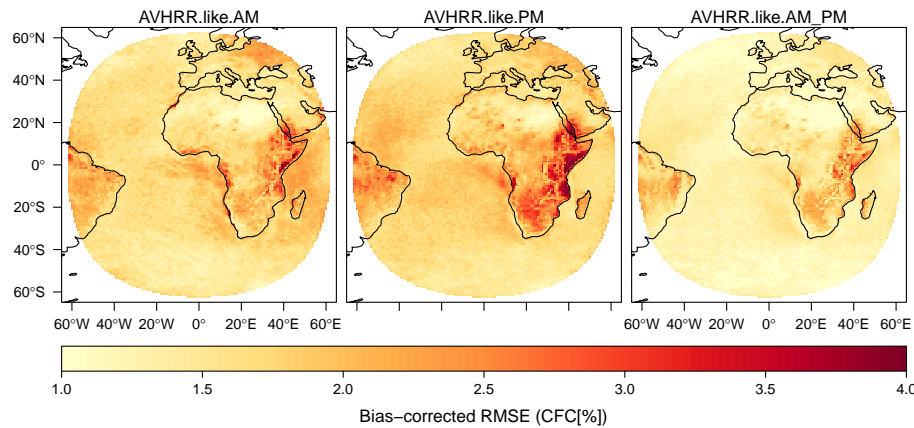 AVHRR.like.AM AVHRR.like.PM AVHRR.like.AM_PM
60°N
40°N
20°N
0°
20°S
40°S
60°S
60°W 40°W 20°W 0° 20°E 40°E 60°E 60°W 40°W 20°W 0° 20°E 40°E 60°E
1.0 1.5 2.0 2.5 3.0 3.5 4.0
Bias−corrected RMSE (CFC[%])